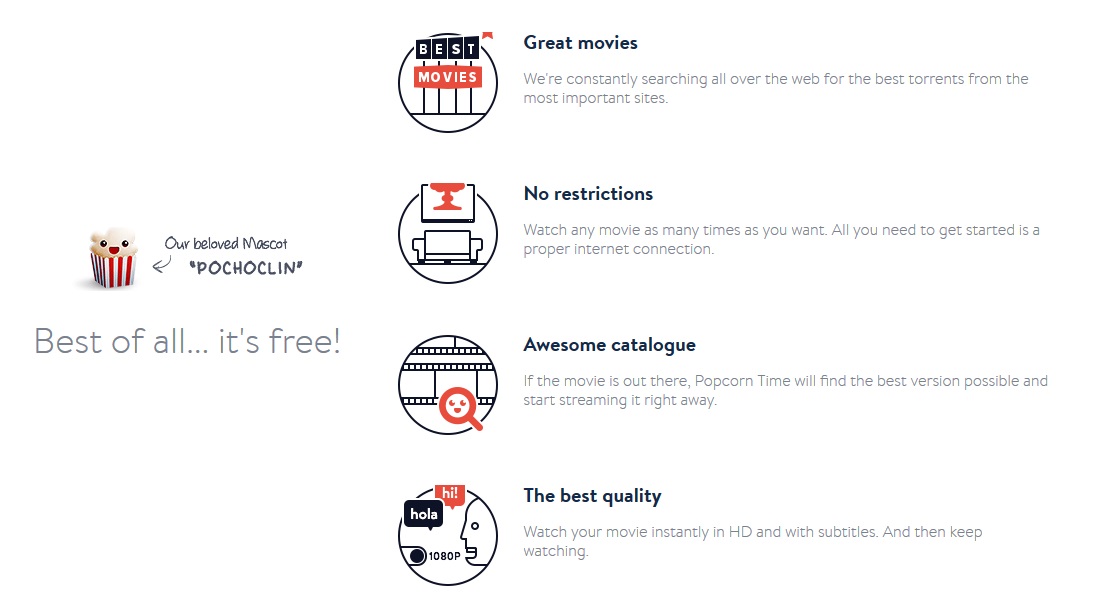 Our beloved Mascot
"POCHOCLIN"
Best of all... it's free!
BEST
MOVIES
Great movies
We're constantly searching all over the web for the best torrents from the
most important sites.
No restrictions
Watch any movie as many times as you want. All you need to get started is a
proper internet connection.
Awesome catalogue
If the movie is out there, Popcorn Time will find the best version possible and
start streaming it right away.
hi!
hola
1080P
The best quality
Watch your movie instantly in HD and with subtitles. And then keep
watching.